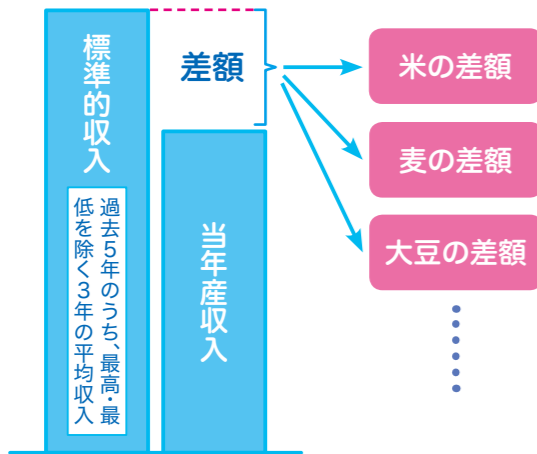 標準的収入
過去5年のうち、最高・最
低を除く3年の平均収入
差額
当年産収入
米の差額
麦の差額
大豆の差額